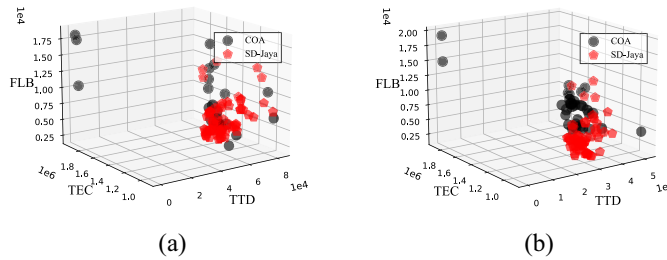 1e4
1.75
1.50
1.25
1.00
0.75
0.50
0.25
FLB
COA
SD-Jaya
1e6
1.8
1.6
1.4
1.2
1.0
TEC
0
2
4
6
8
1e4
TTD
(a)
1e4
2.00
1.75
1.50
1.25
1.00
0.75
0.50
0.25
FLB
COA
SD-Jaya
1e6
1.8
1.6
1.4
1.2
1.0
TEC
0
1
2
3
4
5
TTD
(b)